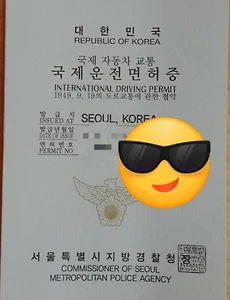 대 한 민 국
REPUBLIC OF KOREA
국제 자동차 교통
국 제 운 전 면 허 증
INTERNATIONAL DRIVING PERMIT
1949. 9. 19의 도로교통에 관한 협약
발 급 지
ISSUED AT SEOUL, KOREA
발급년월일
DATE OF ISSUE
면 허 번 호
PERMIT NO
서 울 특 별 시 지 방 경 찰 청 장
COMMISSIONER OF SEOUL
METROPOLITAN POLICE AGENCY